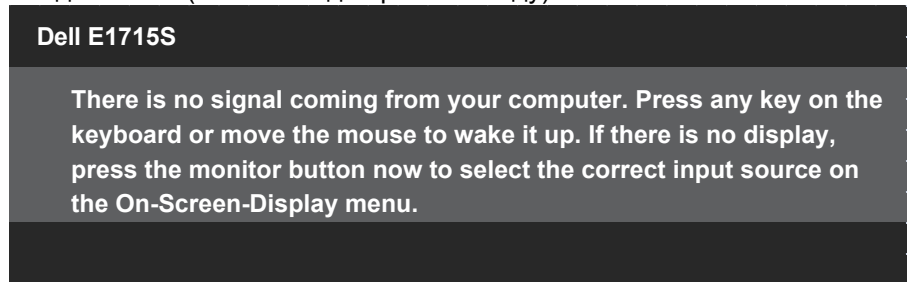 Dell E1715S
There is no signal coming from your computer. Press any key on the
keyboard or move the mouse to wake it up. If there is no display,
press the monitor button now to select the correct input source on
the On-Screen-Display menu.